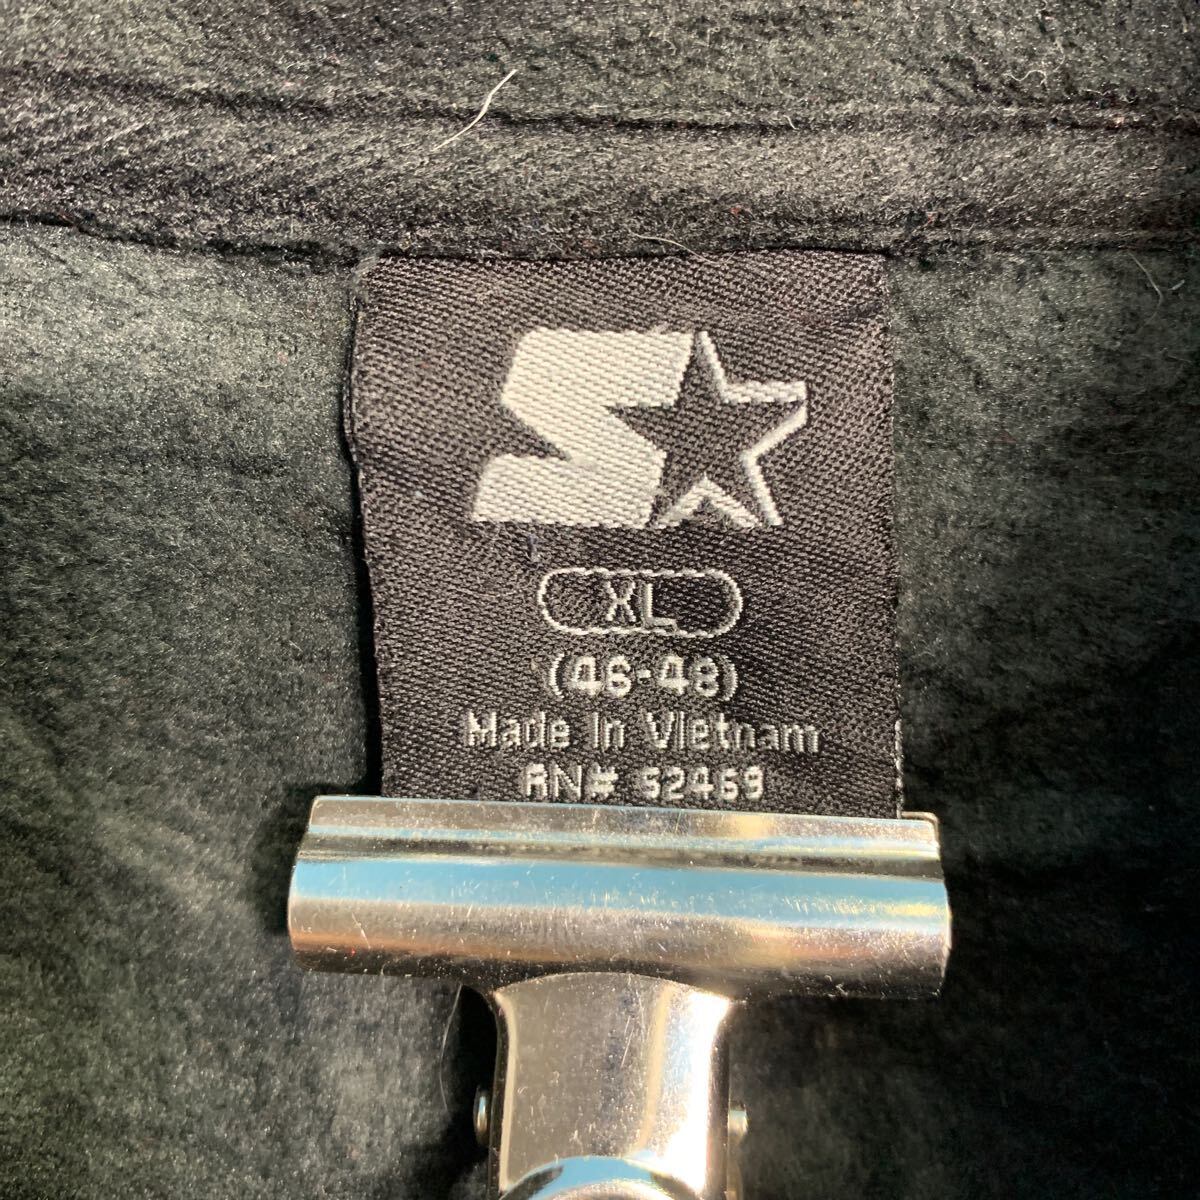 XL
(46-48)
Made In Vietnam
RN# 52469